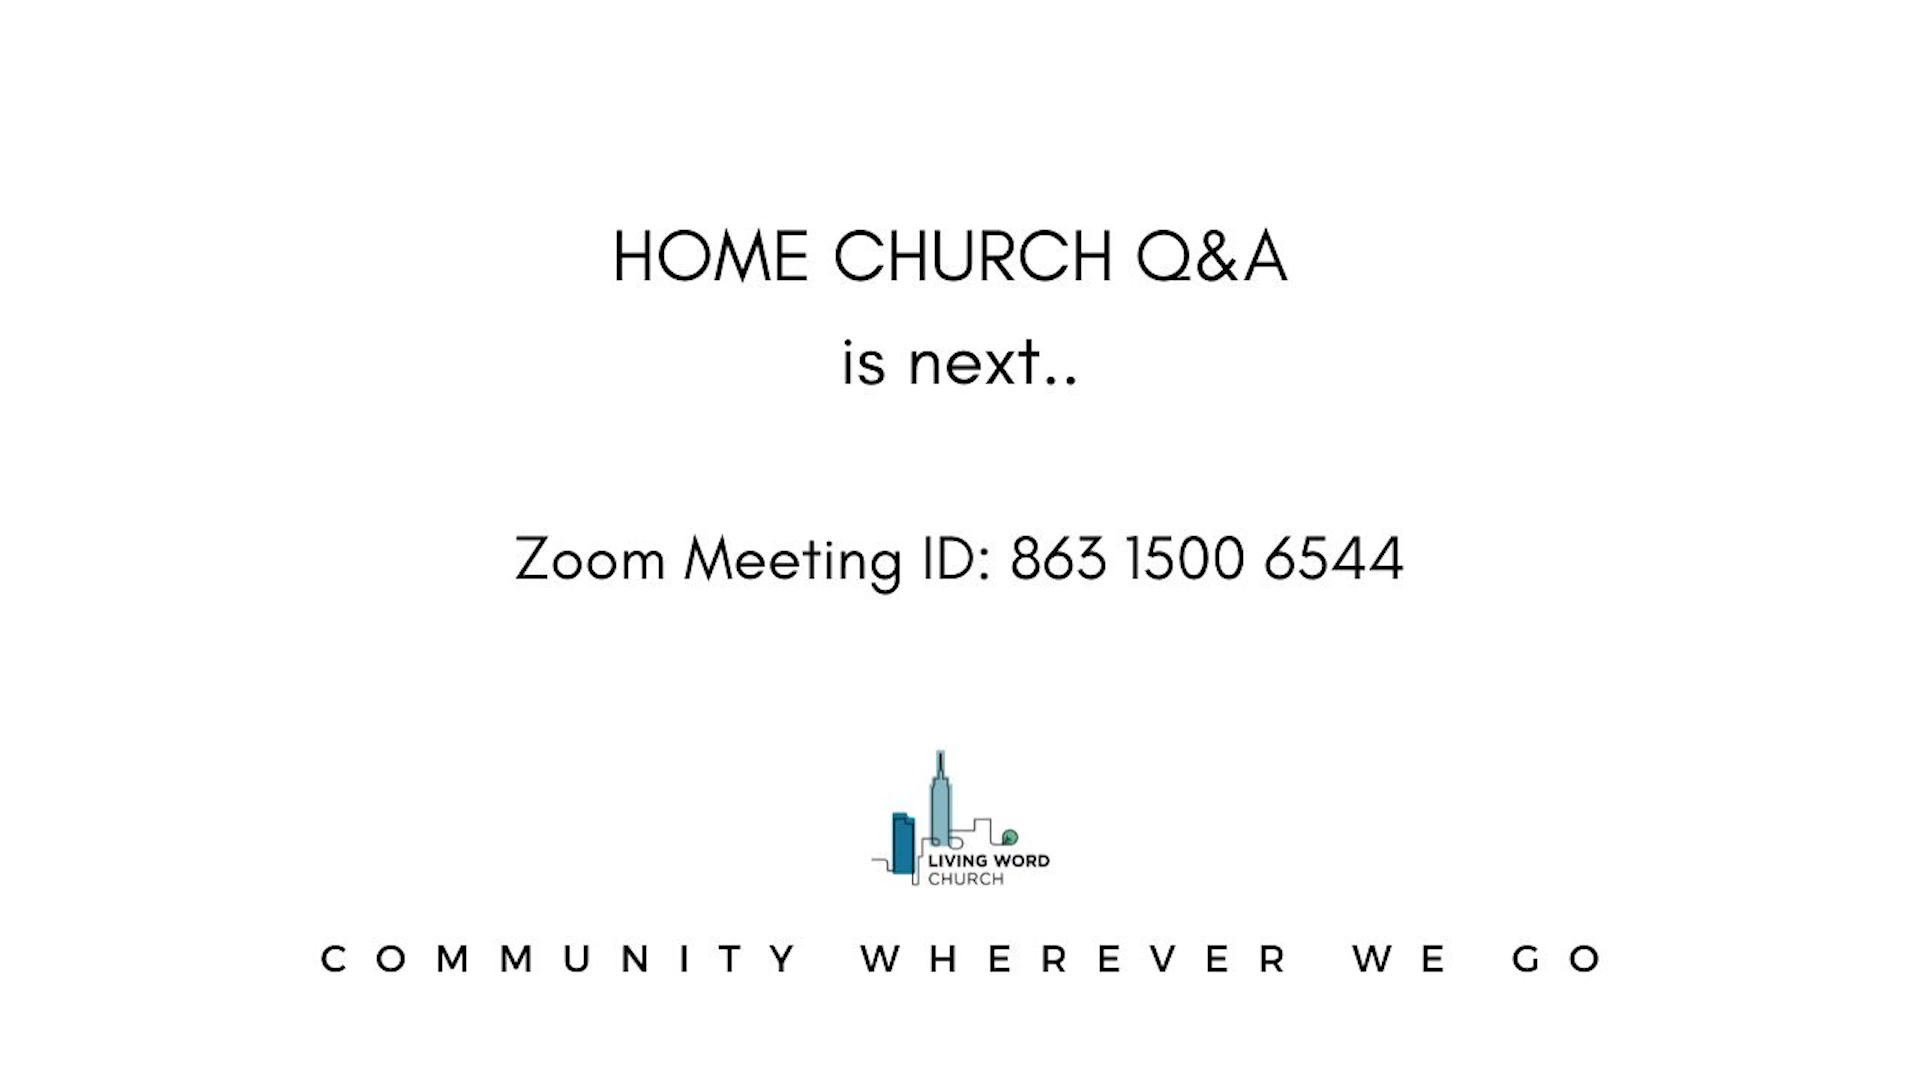 HOME CHURCH Q&A
is next..
Zoom Meeting ID: 863 1500 6544
LIVING WORD
CHURCH
COMMUNITY WHEREVER WE GO